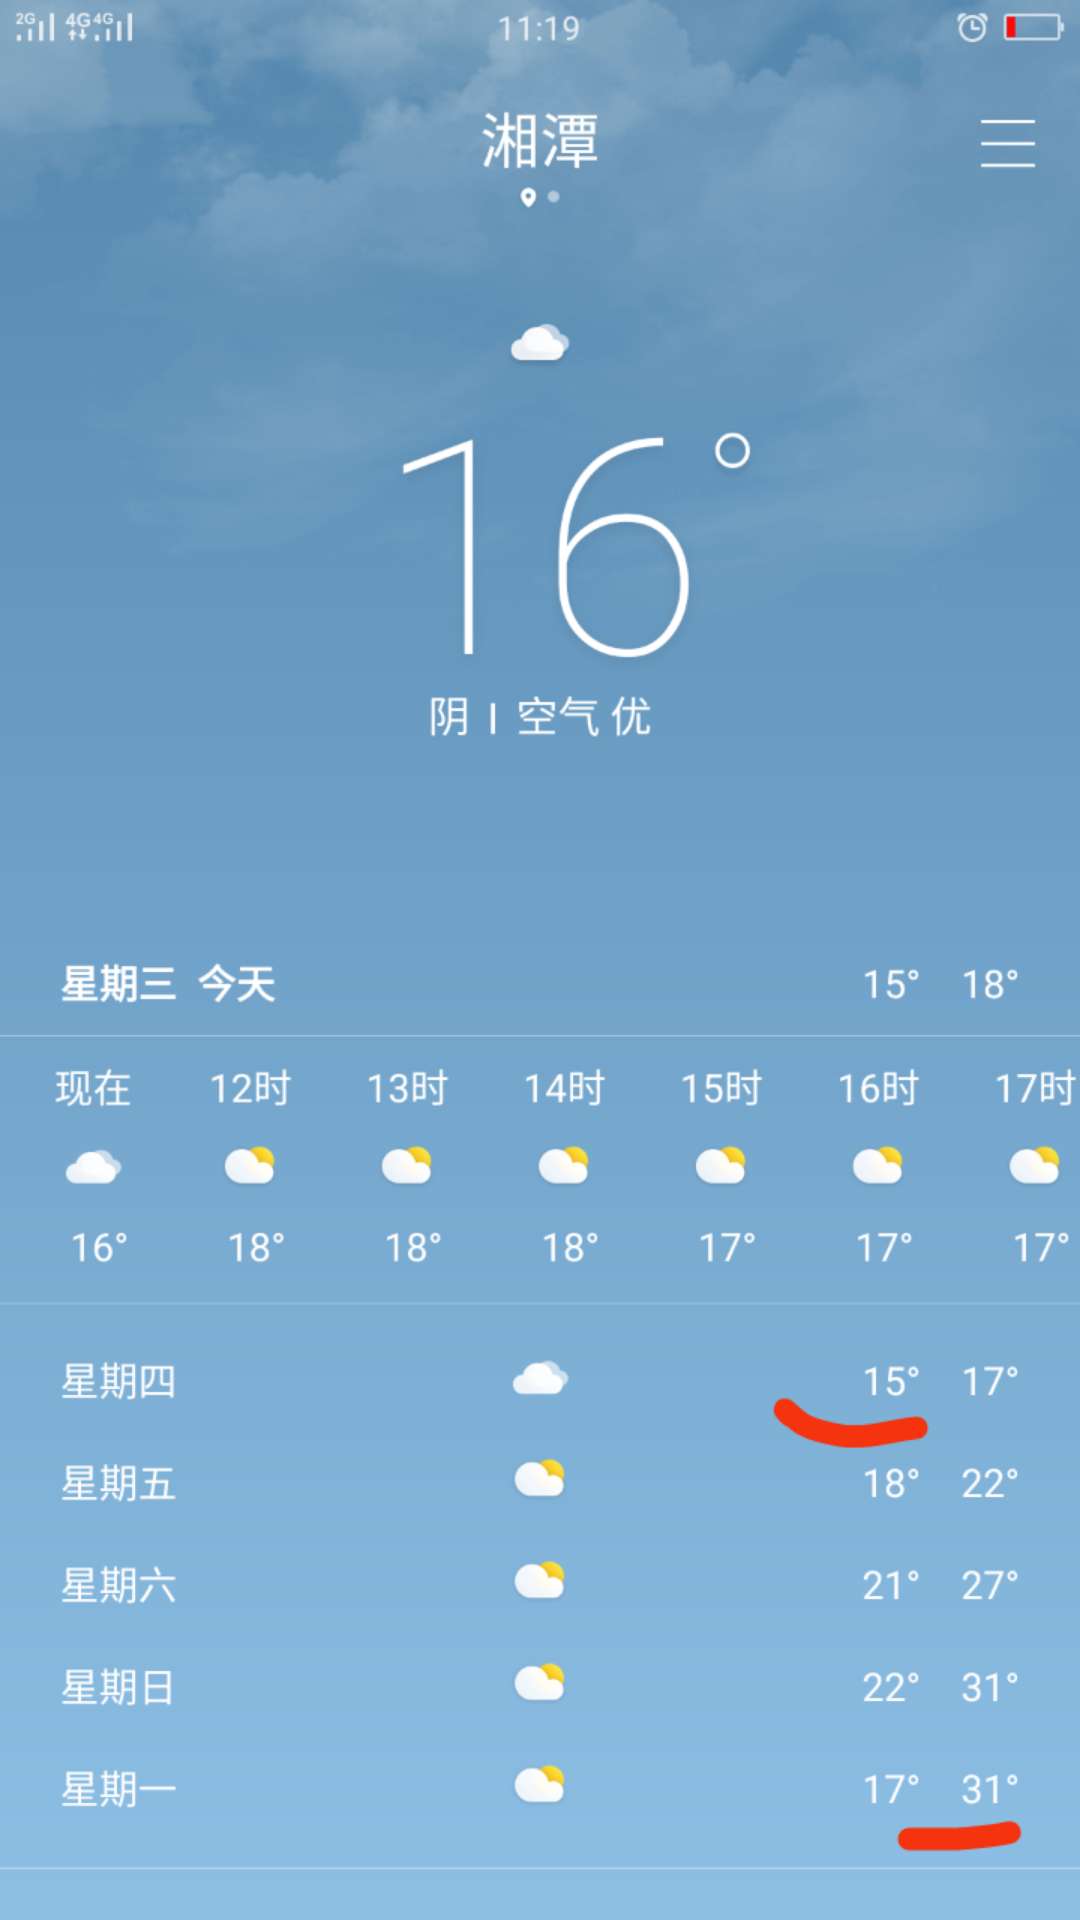 2G 4G 4G 11:19
湘潭
16°
阴 | 空气 优
星期三 今天 15° 18°
现在 12时 13时 14时 15时 16时 17时
16° 18° 18° 18° 17° 17° 17°
星期四 15° 17°
星期五 18° 22°
星期六 21° 27°
星期日 22° 31°
星期一 17° 31°